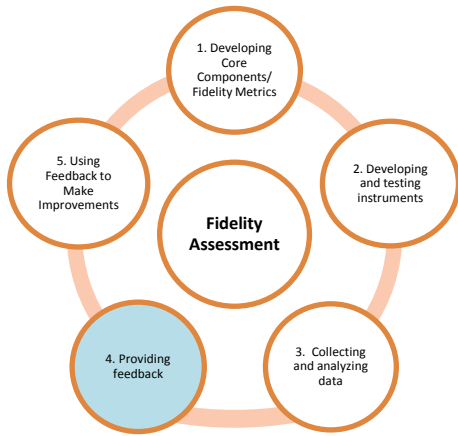 1. Developing
Core
Components/
Fidelity Metrics
2. Developing
and testing
instruments
3. Collecting
and analyzing
data
4. Providing
feedback
5. Using
Feedback to
Make
Improvements
Fidelity
Assessment